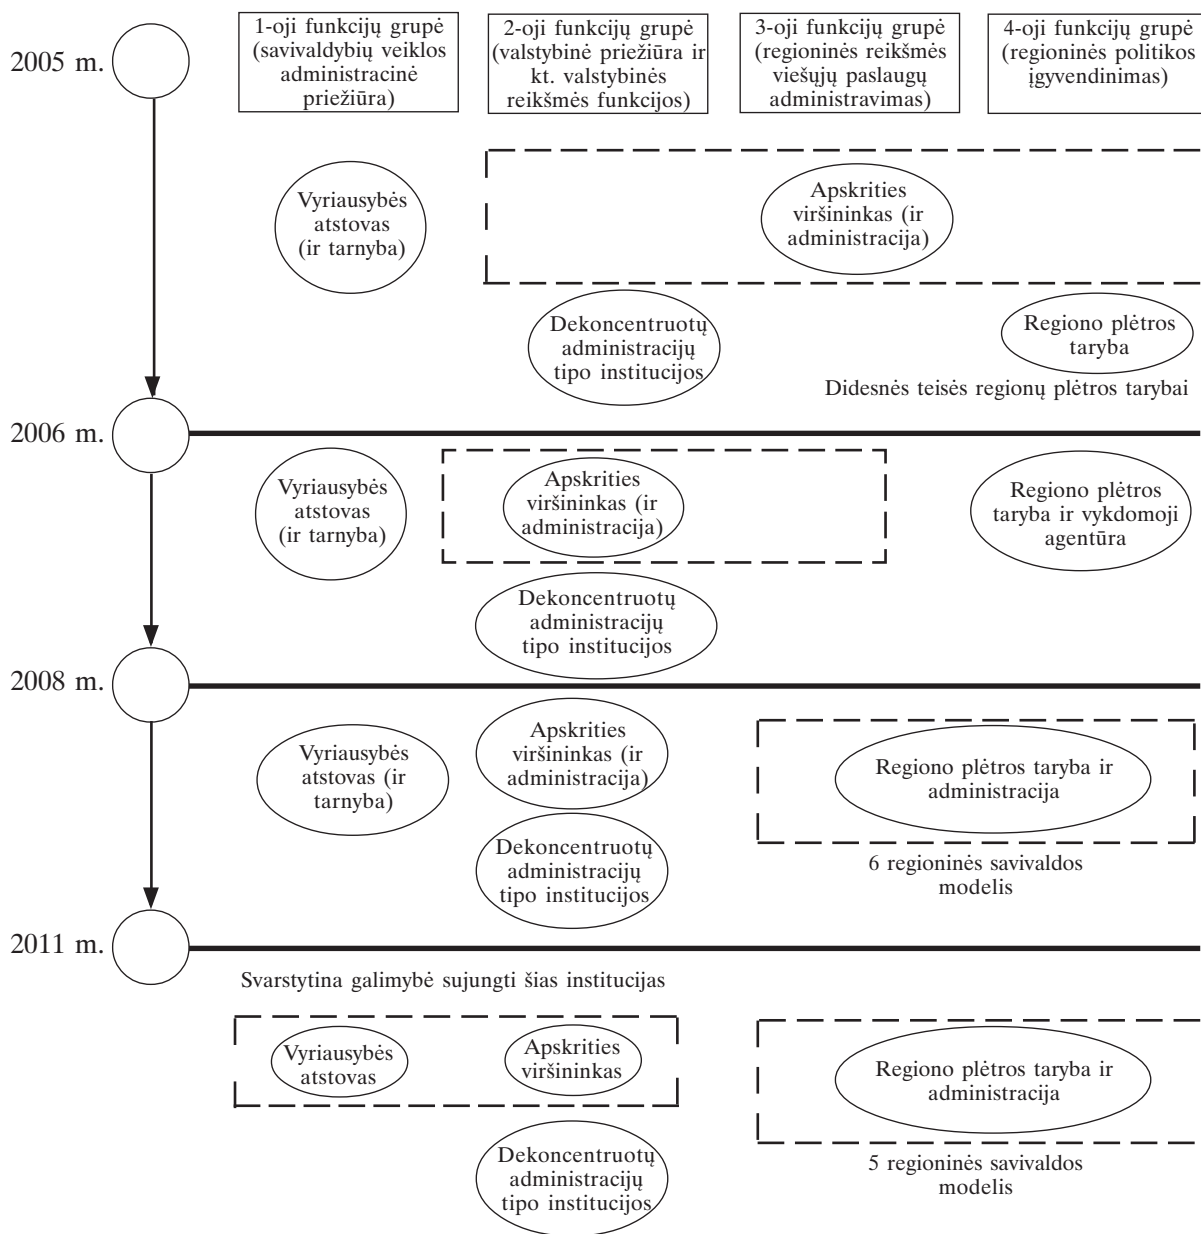 2005 m.
1-oji funkcijų grupė
(savivaldybių veiklos
administracinė
priežiūra)
2-oji funkcijų grupė
(valstybinė priežiūra ir
kt. valstybinės
reikšmės funkcijos)
3-oji funkcijų grupė
(regioninės reikšmės
viešųjų paslaugų
administravimas)
4-oji funkcijų grupė
(regioninės politikos
įgyvendinimas)
Vyriausybės
atstovas
(ir tarnyba)
Apskrities
viršininkas (ir
administracija)
Dekoncentruotų
administracijų
tipo institucijos
Regiono plėtros
taryba
Didesnės teisės regionų plėtros tarybai
2006 m.
Vyriausybės
atstovas
(ir tarnyba)
Apskrities
viršininkas (ir
administracija)
Regiono plėtros
taryba ir vykdomoji
agentūra
Dekoncentruotų
administracijų
tipo institucijos
2008 m.
Vyriausybės
atstovas (ir
tarnyba)
Apskrities
viršininkas (ir
administracija)
Regiono plėtros taryba ir
administracija
Dekoncentruotų
administracijų
tipo institucijos
6 regioninės savivaldos
modelis
2011 m.
Svarstytina galimybė sujungti šias institucijas
Vyriausybės
atstovas
Apskrities
viršininkas
Regiono plėtros taryba ir
administracija
Dekoncentruotų
administracijų
tipo institucijos
5 regioninės savivaldos
modelis